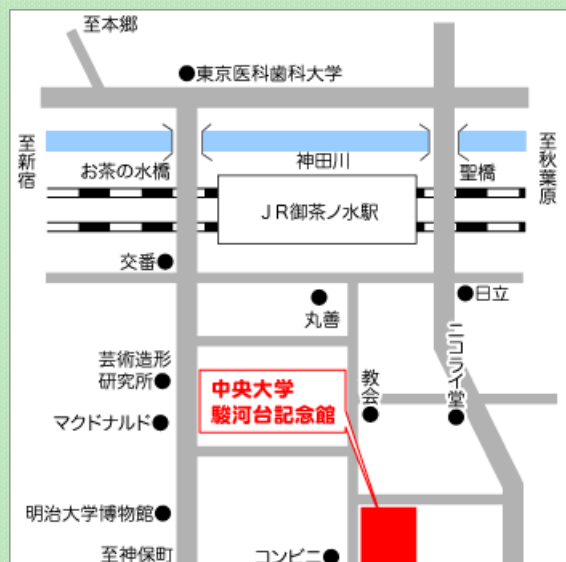 至本郷
東京医科歯科大学
至新宿
至秋葉原
神田川
お茶の水橋
聖橋
JR御茶ノ水駅
交番
日立
丸善
ニコライ堂
芸術造形
研究所
教会
中央大学
駿河台記念館
マクドナルド
明治大学博物館
至神保町
コンビニ